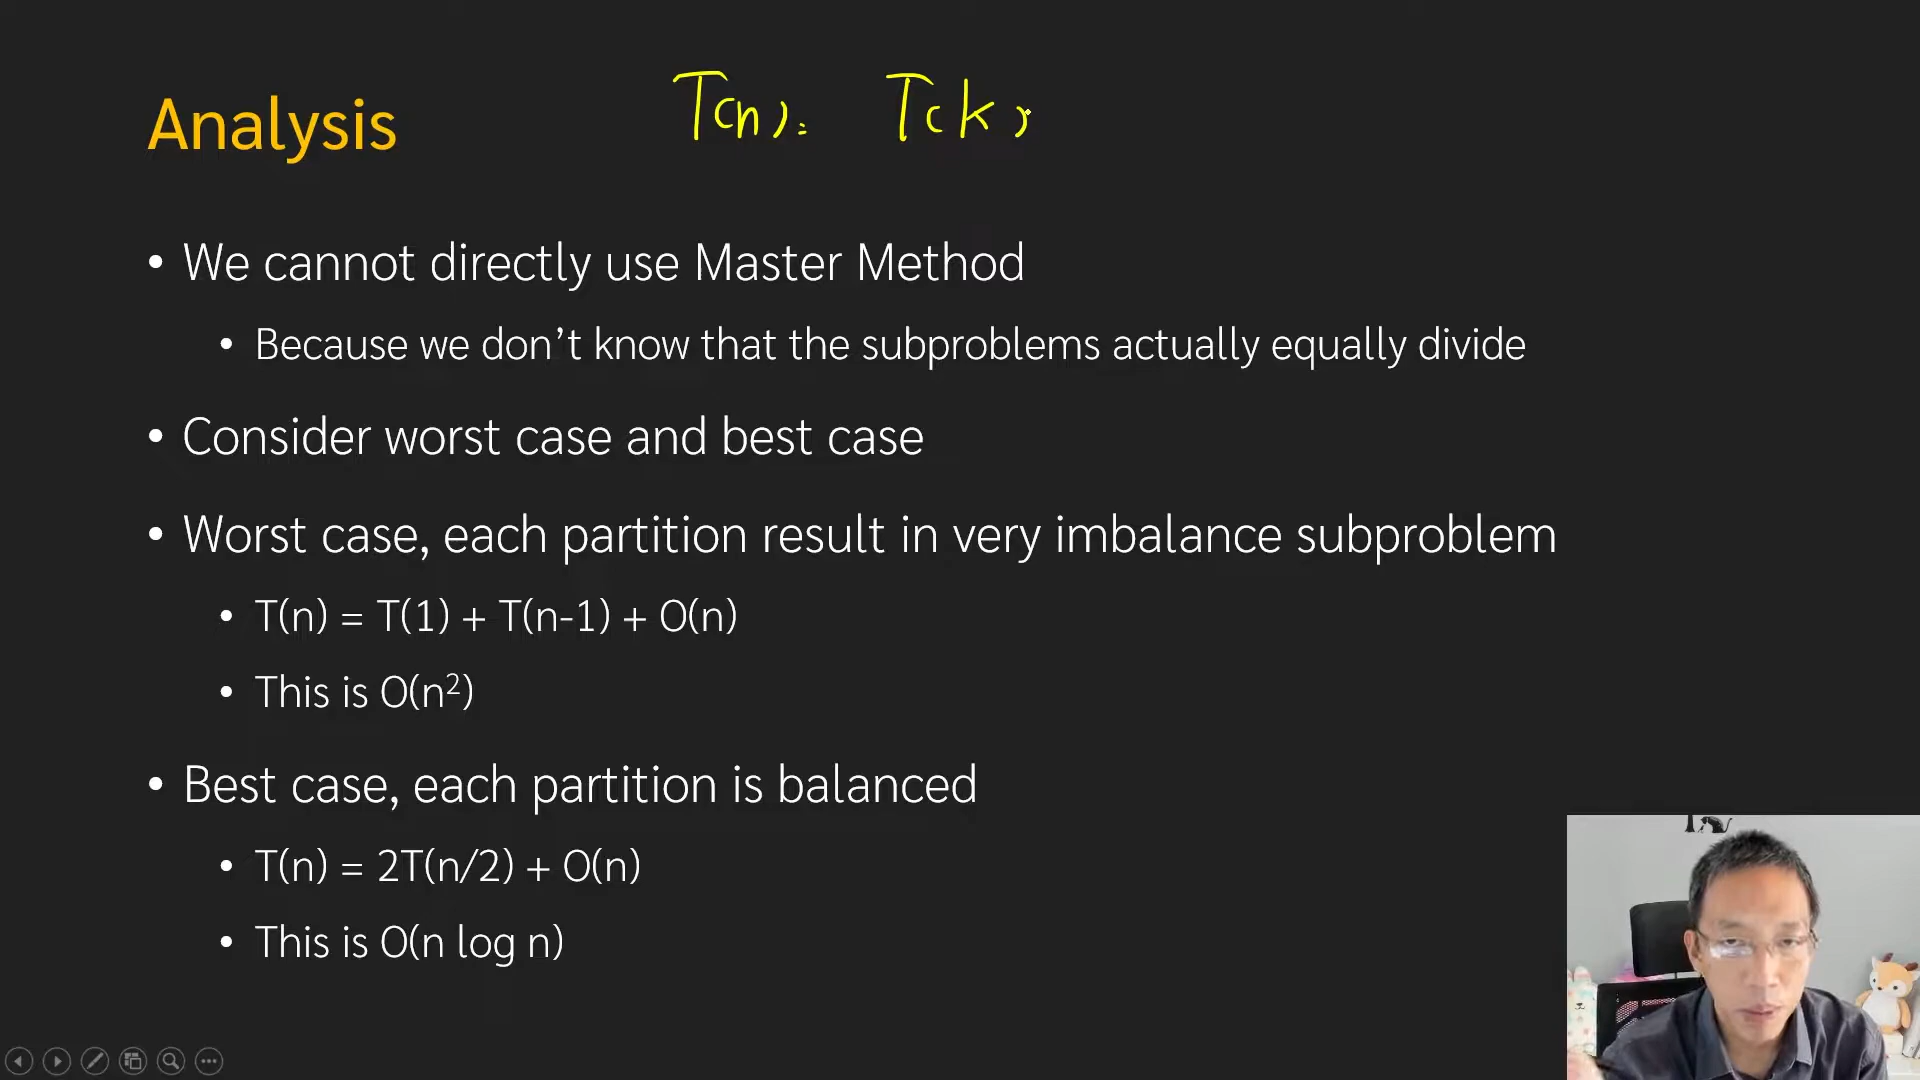 Analysis T(n) = T(k)
• We cannot directly use Master Method
• Because we don’t know that the subproblems actually equally divide
• Consider worst case and best case
• Worst case, each partition result in very imbalance subproblem
• T(n) = T(1) + T(n-1) + O(n)
• This is O(n²)
• Best case, each partition is balanced
• T(n) = 2T(n/2) + O(n)
• This is O(n log n)